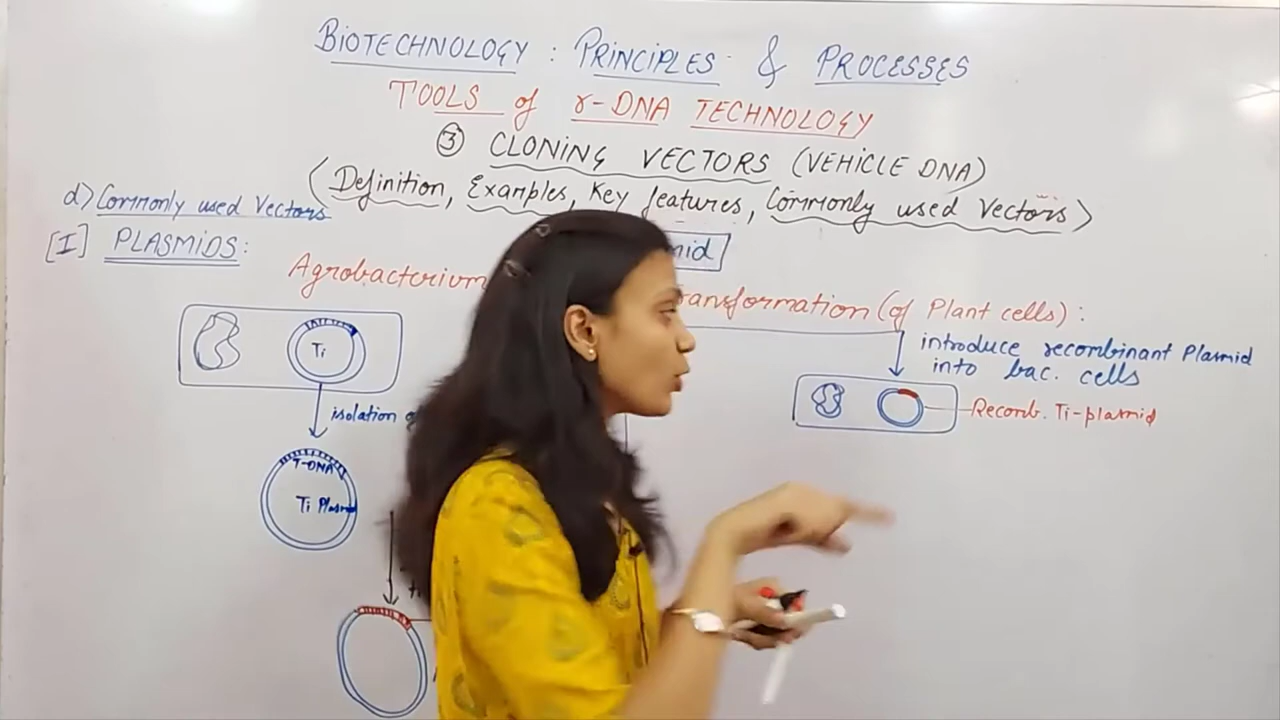 BIOTECHNOLOGY : PRINCIPLES & PROCESSES
TOOLS of r-DNA TECHNOLOGY
③ CLONING VECTORS (VEHICLE DNA)
(Definition, Examples, Key features, Commonly used Vectors)
d) Commonly used Vectors
[I] PLASMIDS:
mid
Agrobacterium
ansformation (of Plant cells) :
Ti
introduce recombinant Plasmid
into bac. cells
isolation
Recomb. Ti-plasmid
T-DNA
Ti Plasmid